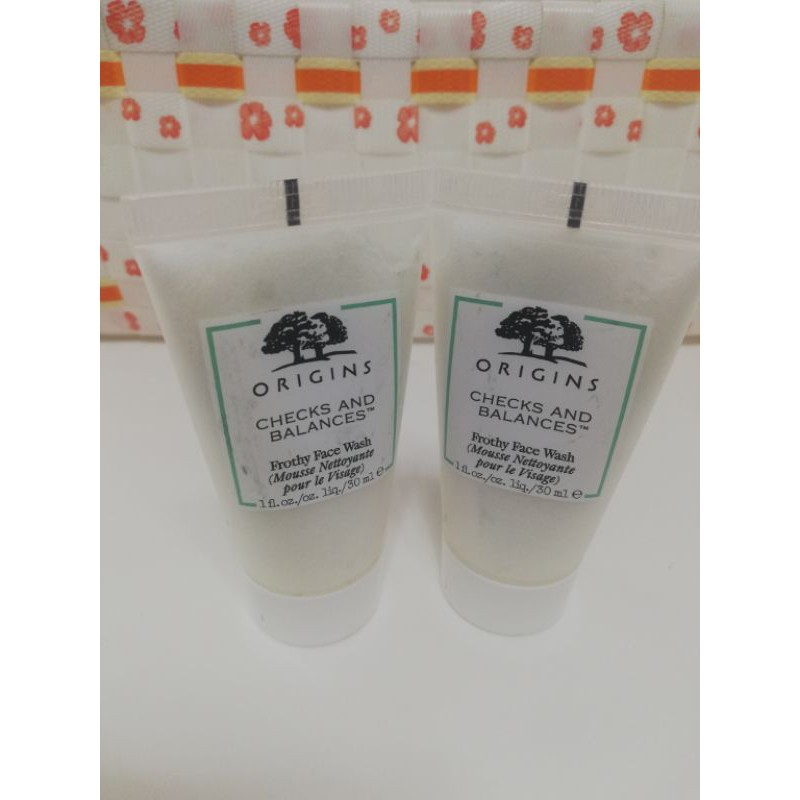 ORIGINS
CHECKS AND
BALANCES™
Frothy Face Wash
(Mousse Nettoyante
pour le Visage)
1 fl. oz./oz. liq./30 ml e
ORIGINS
CHECKS AND
BALANCES™
Frothy Face Wash
(Mousse Nettoyante
pour le Visage)
1 fl. oz./oz. liq./30 ml e